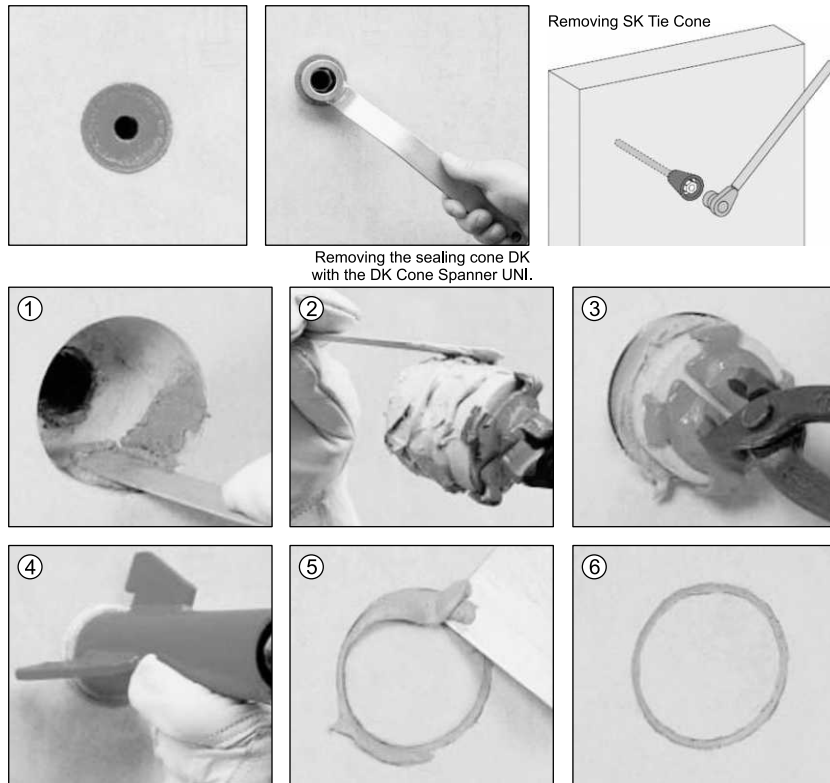 Removing SK Tie Cone
Removing the sealing cone DK
with the DK Cone Spanner UNI.
1
2
3
4
5
6